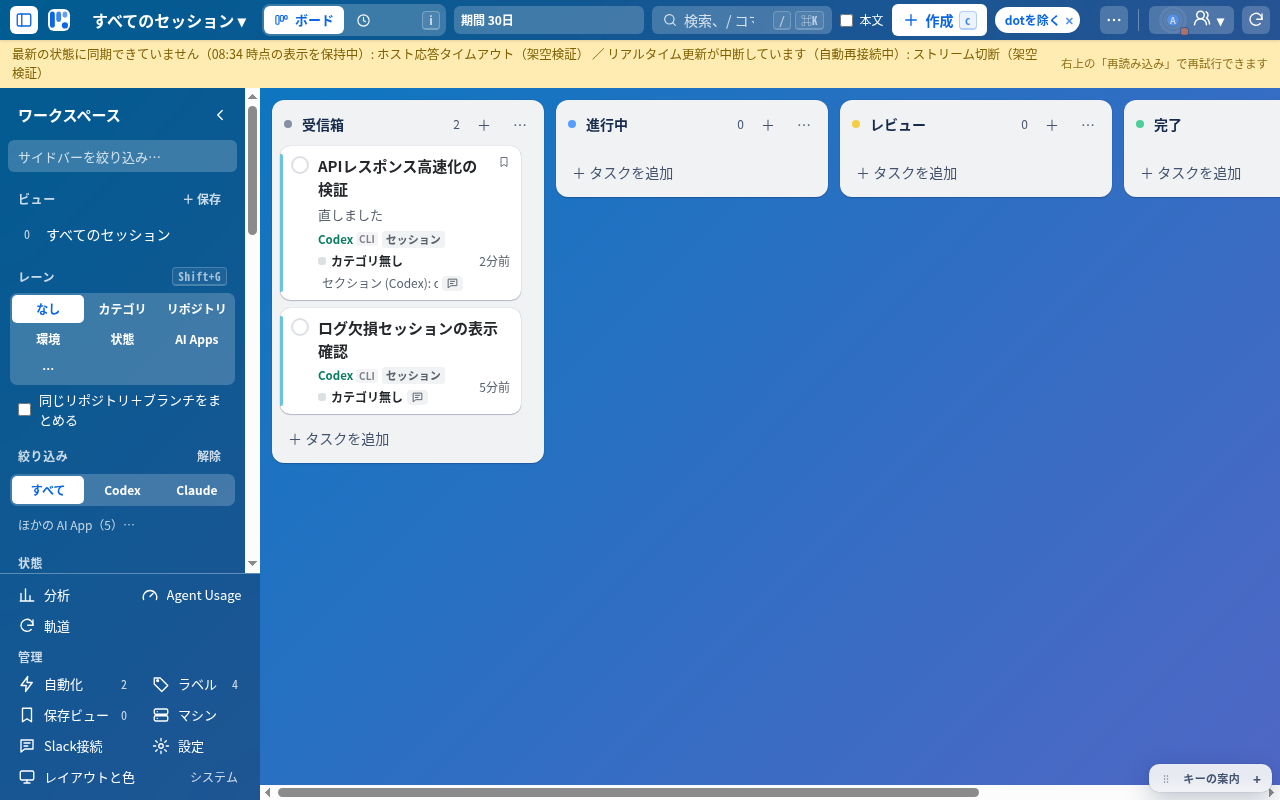 すべてのセッション ▾
ボード
i
期間 30日
検索、/
/
⌘K
本文
作成
c
dotを除く ×
…
A
▾
最新の状態に同期できていません（08:34 時点の表示を保持中）: ホスト応答タイムアウト（架空検証） ／ リアルタイム更新が中断しています（自動再接続中）: ストリーム切断（架空
検証）
右上の「再読み込み」で再試行できます
ワークスペース
サイドバーを絞り込み…
ビュー
＋ 保存
0 すべてのセッション
レーン
Shift+G
なし カテゴリ リポジトリ
環境 状態 AI Apps
…
同じリポジトリ＋ブランチをま
とめる
絞り込み
解除
すべて Codex Claude
ほかの AI App（5）…
状態
分析
Agent Usage
軌道
管理
自動化 2
ラベル 4
保存ビュー 0
マシン
Slack接続
設定
レイアウトと色
システム
受信箱 2 ＋ …
APIレスポンス高速化の
検証
直しました
Codex CLI セッション
カテゴリ無し
2分前
セクション (Codex):
ログ欠損セッションの表示
確認
Codex CLI セッション
カテゴリ無し
5分前
＋ タスクを追加
進行中 0 ＋ …
＋ タスクを追加
レビュー 0 ＋ …
＋ タスクを追加
完了
＋ タスクを追加
キーの案内 +